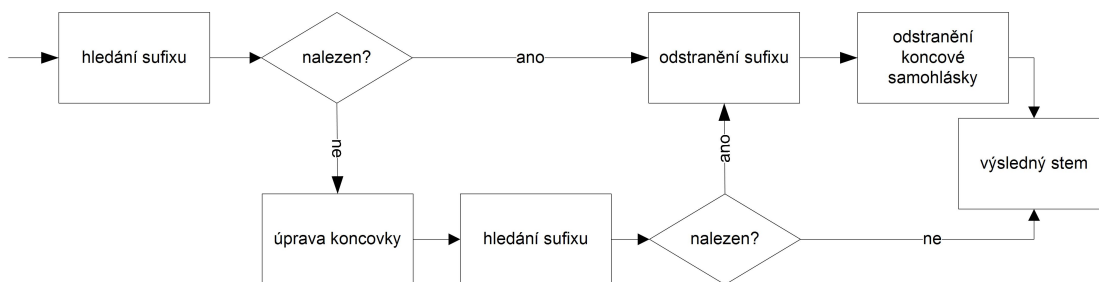 hledání sufixu
nalezen?
ano
odstranění sufixu
odstranění
koncové
samohlásky
ne
ano
výsledný stem
úprava koncovky
hledání sufixu
nalezen?
ne